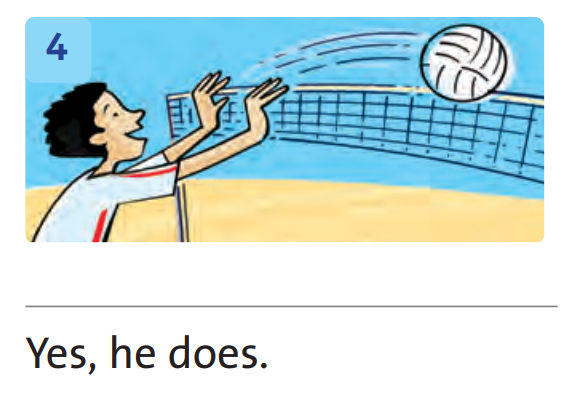 4
Yes, he does.